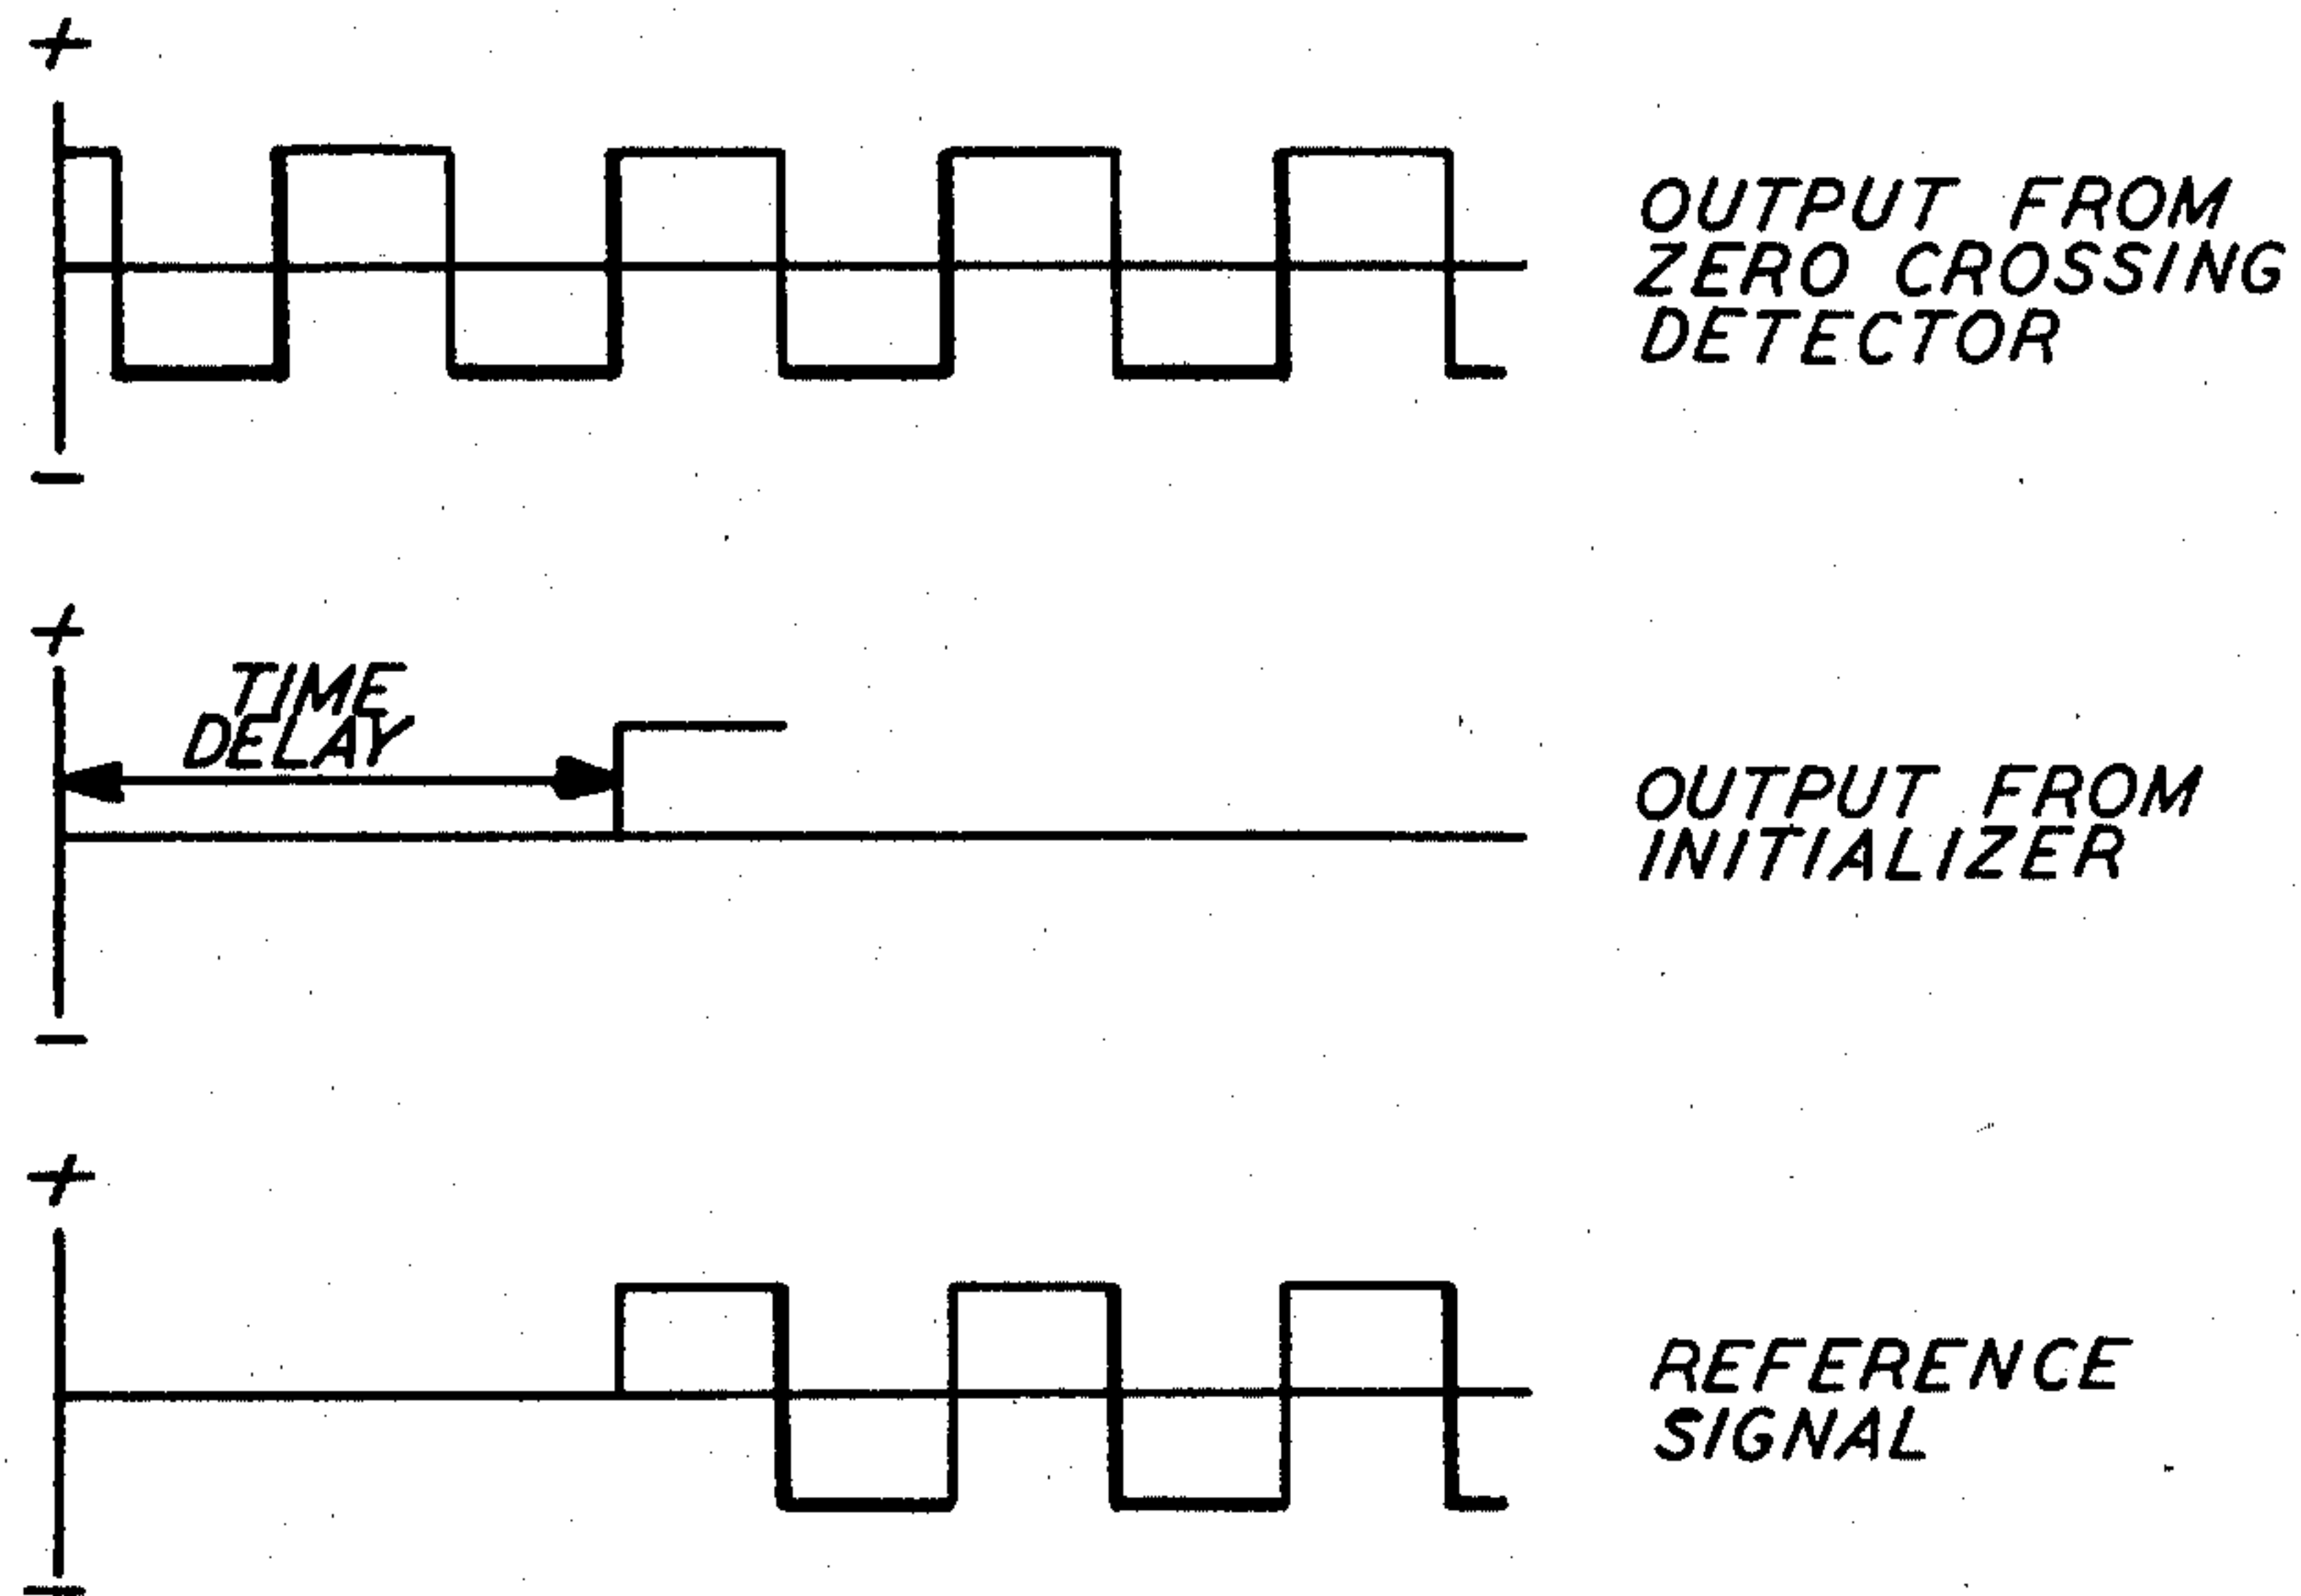 +
OUTPUT FROM
ZERO CROSSING
DETECTOR
−
+
TIME
DELAY
OUTPUT FROM
INITIALIZER
−
+
REFERENCE
SIGNAL
−